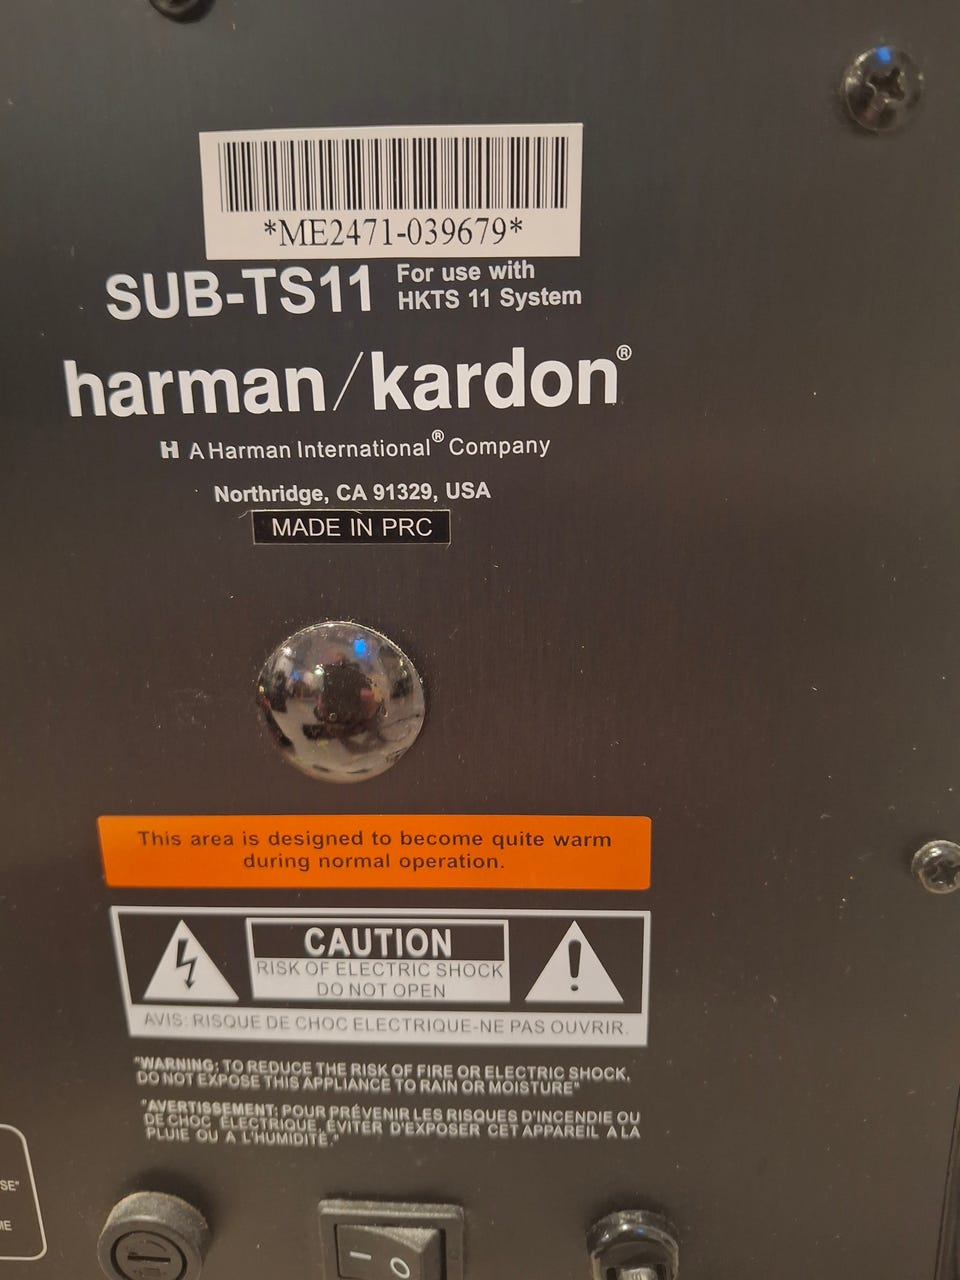 *ME2471-039679*
SUB-TS11 For use with
HKTS 11 System
harman/kardon®
H A Harman International® Company
Northridge, CA 91329, USA
MADE IN PRC
This area is designed to become quite warm
during normal operation.
CAUTION
RISK OF ELECTRIC SHOCK
DO NOT OPEN
AVIS: RISQUE DE CHOC ELECTRIQUE-NE PAS OUVRIR.
"WARNING: TO REDUCE THE RISK OF FIRE OR ELECTRIC SHOCK,
DO NOT EXPOSE THIS APPLIANCE TO RAIN OR MOISTURE"
"AVERTISSEMENT: POUR PRÉVENIR LES RISQUES D'INCENDIE OU
DE CHOC ÉLECTRIQUE, ÉVITER D'EXPOSER CET APPAREIL A LA
PLUIE OU A L'HUMIDITÉ."
SE"
ME
I O